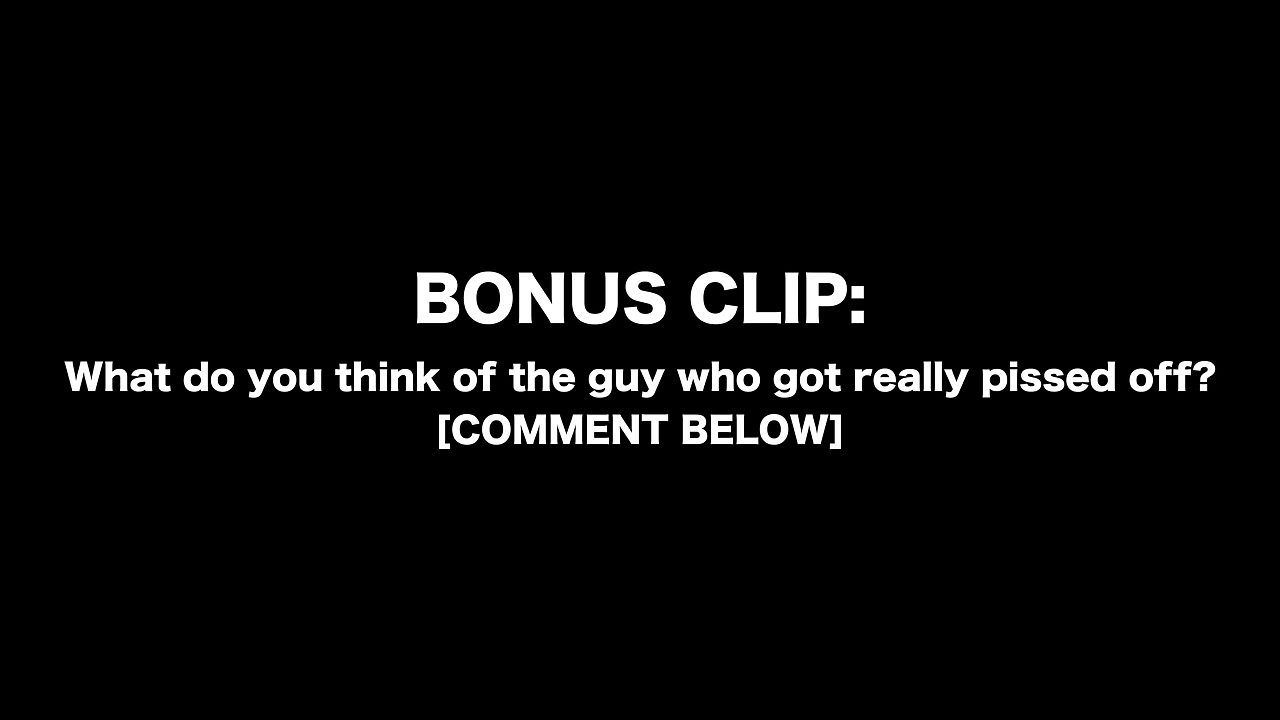 BONUS CLIP:
What do you think of the guy who got really pissed off?
[COMMENT BELOW]